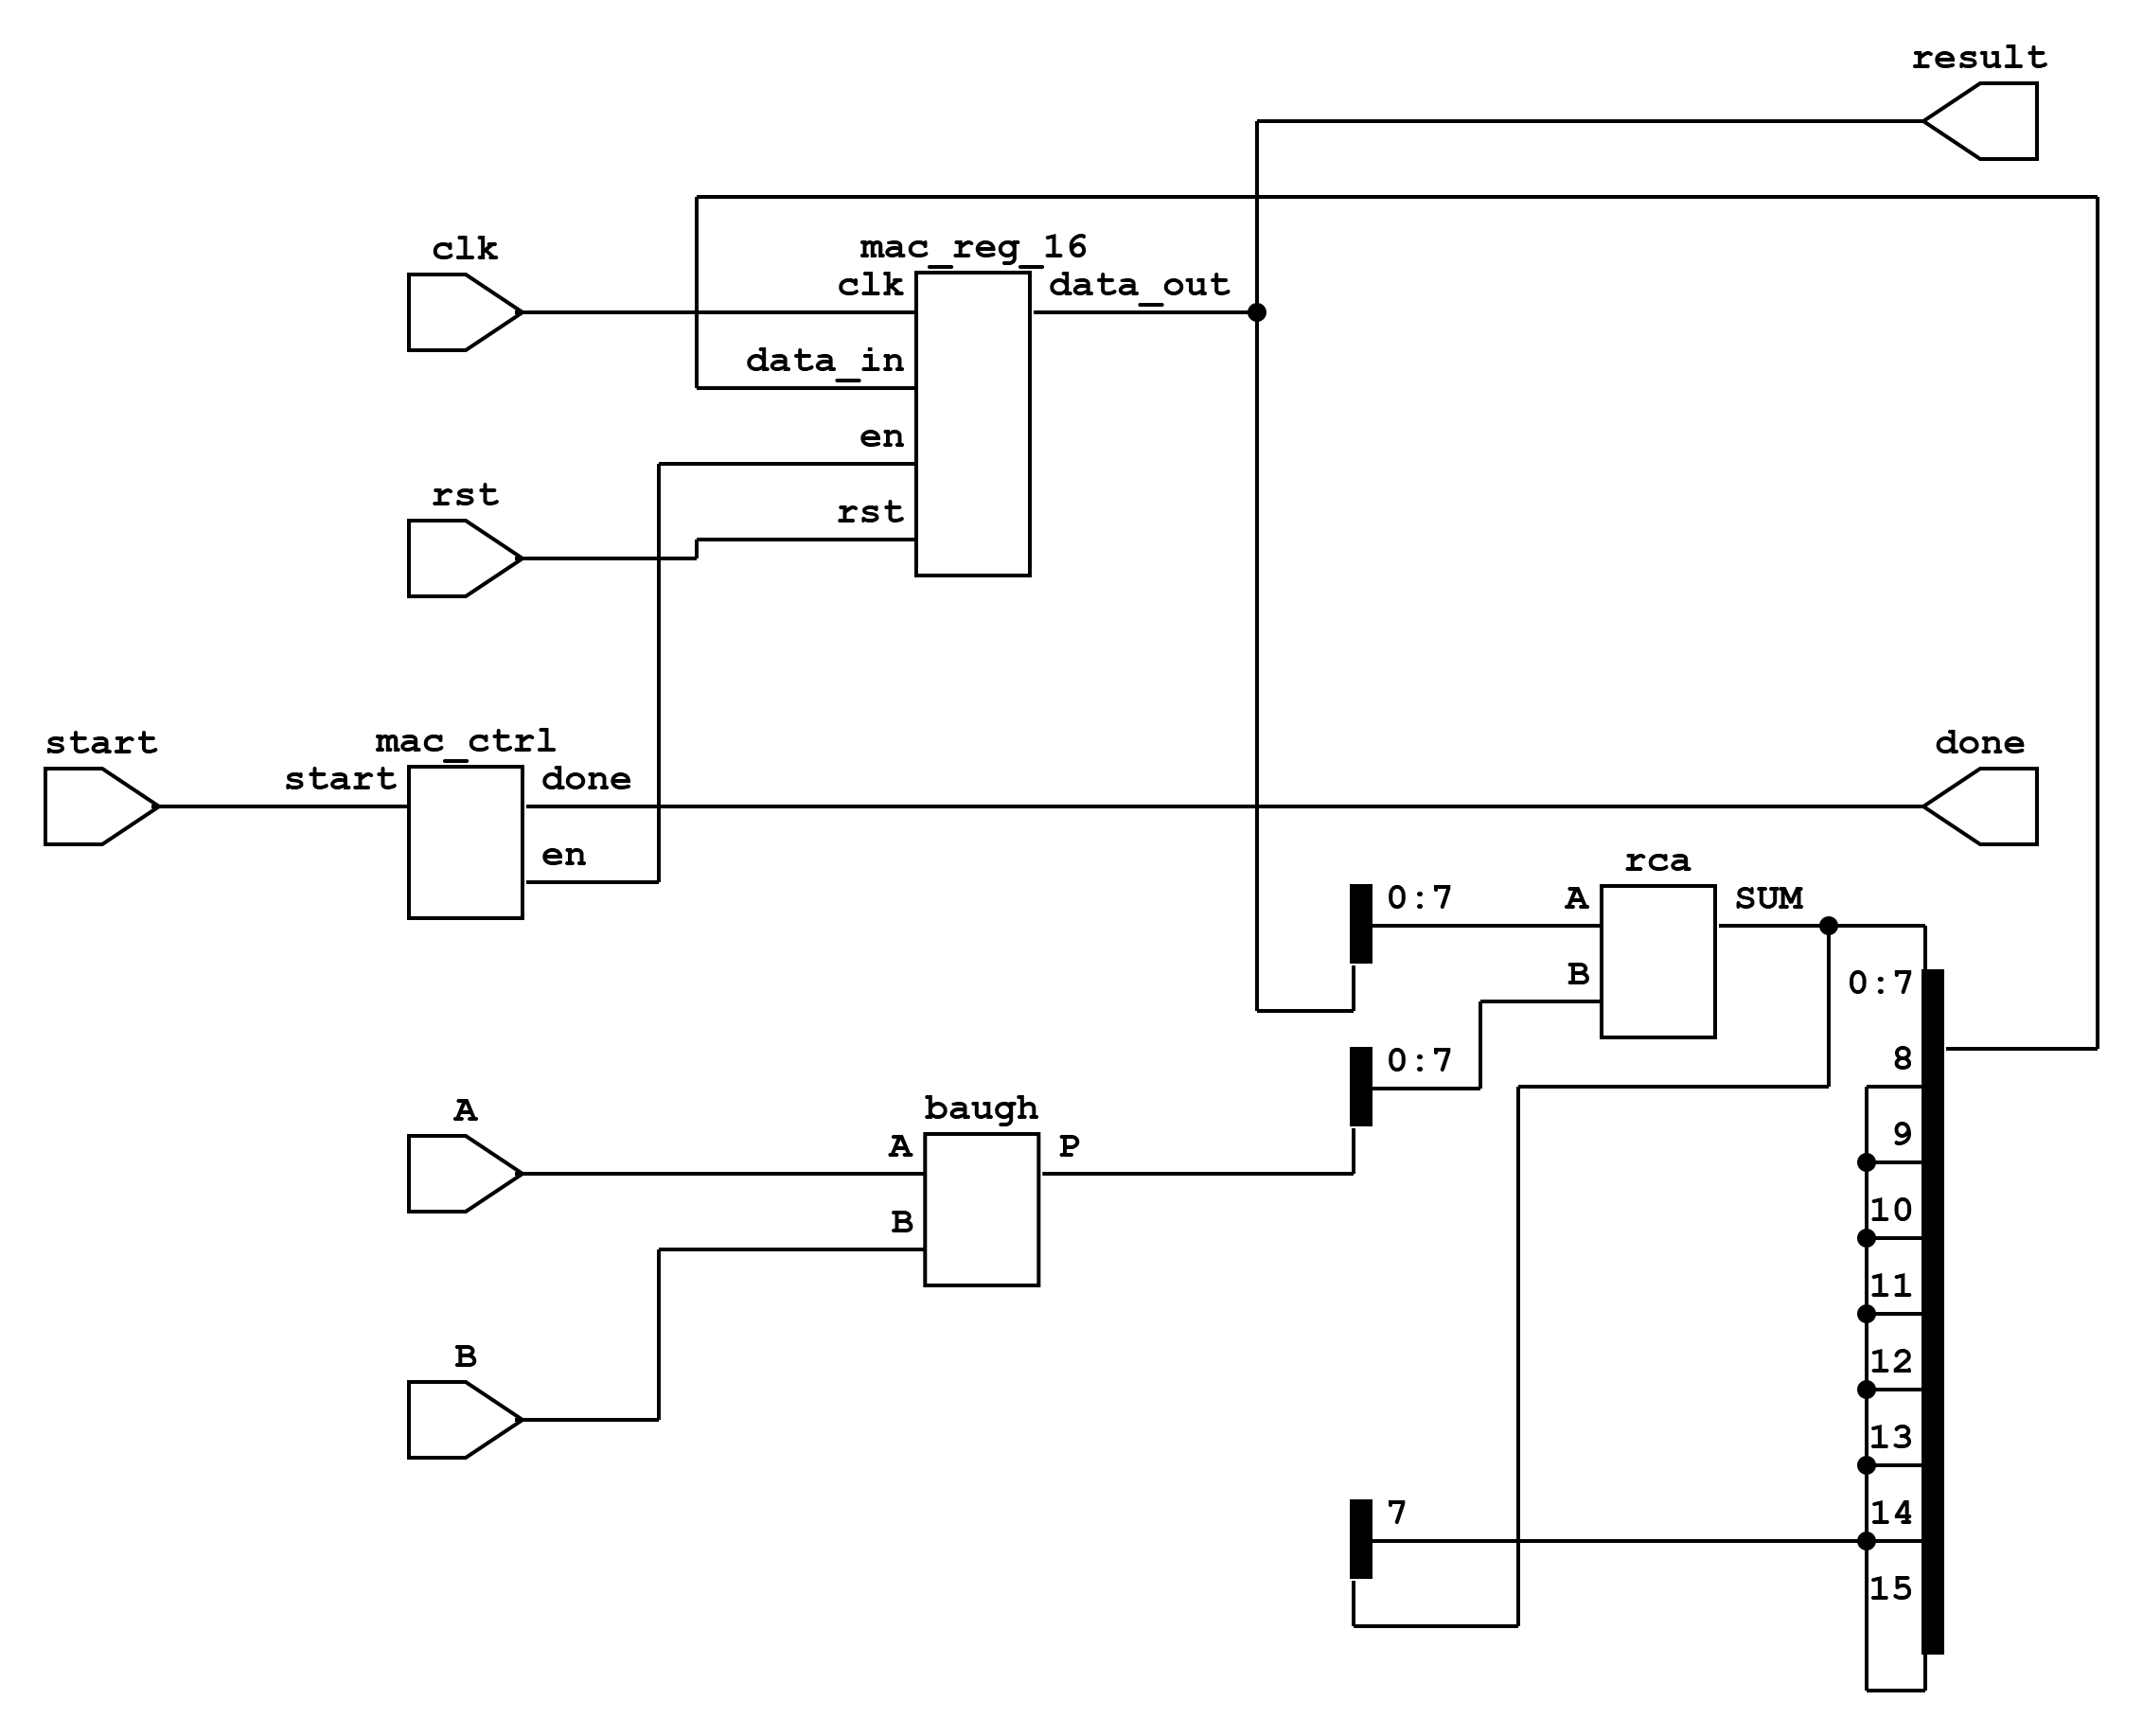 result
clk
mac_reg_16
clk
data_out
data_in
en
rst
rst
start
mac_ctrl
start
done
en
done
rca
0:7
A
SUM
B
0:7
0:7
8
A
baugh
A
P
9
B
10
11
B
12
13
7
14
15